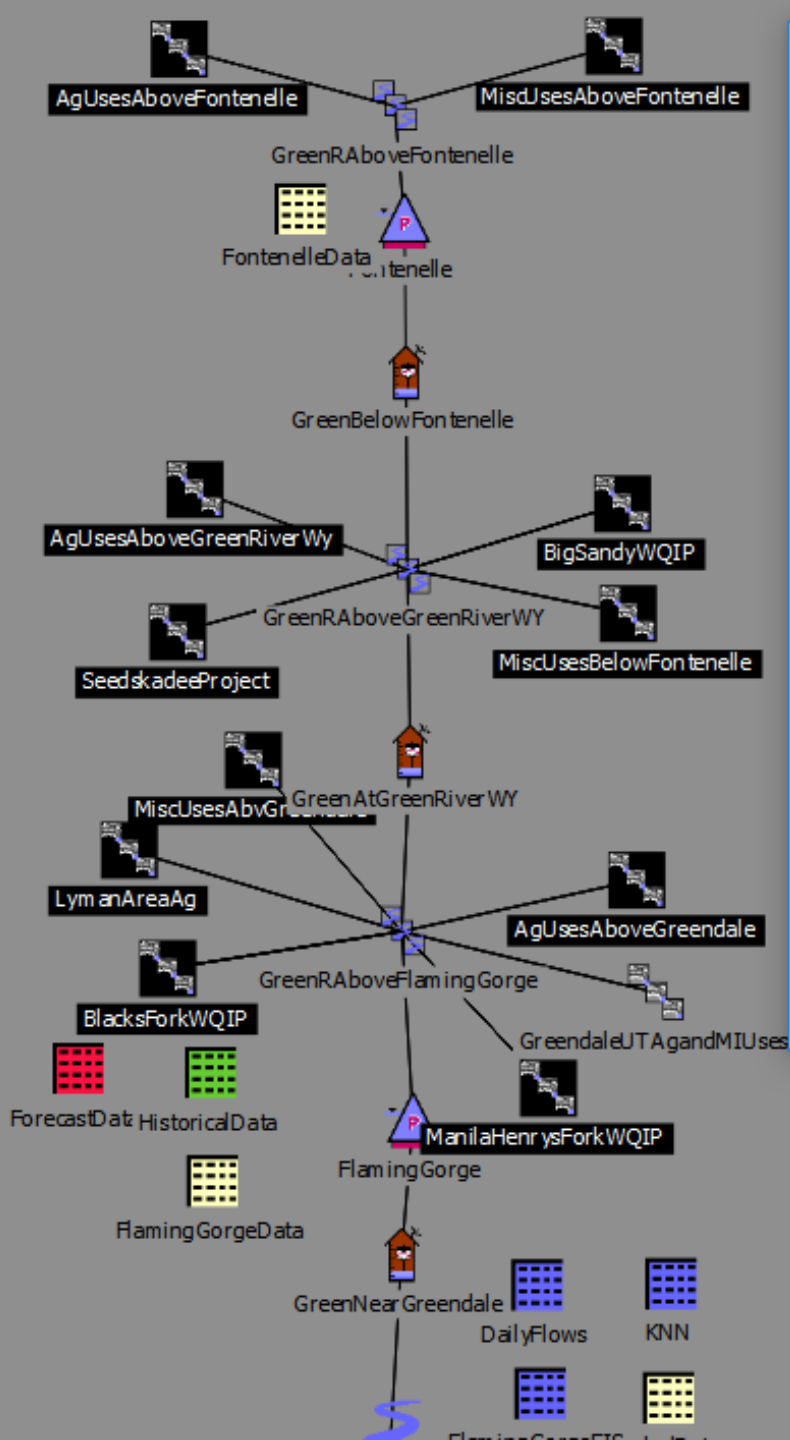 AgUsesAboveFontenelle
MiscUsesAboveFontenelle
GreenRAboveFontenelle
P
FontenelleData
GreenBelowFontenelle
AgUsesAboveGreenRiverWy
BigSandyWQIP
GreenRAboveGreenRiverWY
MiscUsesBelowFontenelle
SeedskadeeProject
GreenAtGreenRiverWY
LymanAreaAg
AgUsesAboveGreendale
GreenRAboveFlamingGorge
BlacksForkWQIP
GreendaleUTAgandMIUses
HistoricalData
P
ManilaHenrysForkWQIP
FlamingGorge
FlamingGorgeData
GreenNearGreendale
DailyFlows
KNN